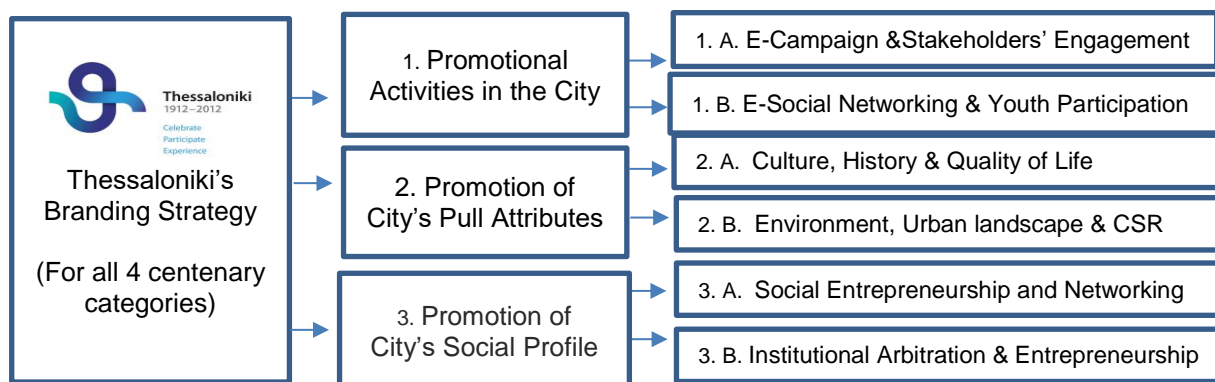 Thessaloniki
1912–2012
Celebrate
Participate
Experience
Thessaloniki’s
Branding Strategy
(For all 4 centenary
categories)
1. Promotional
Activities in the City
2. Promotion of
City’s Pull Attributes
3. Promotion of
City’s Social Profile
1. A. E-Campaign &Stakeholders’ Engagement
1. B. E-Social Networking & Youth Participation
2. A. Culture, History & Quality of Life
2. B. Environment, Urban landscape & CSR
3. A. Social Entrepreneurship and Networking
3. B. Institutional Arbitration & Entrepreneurship